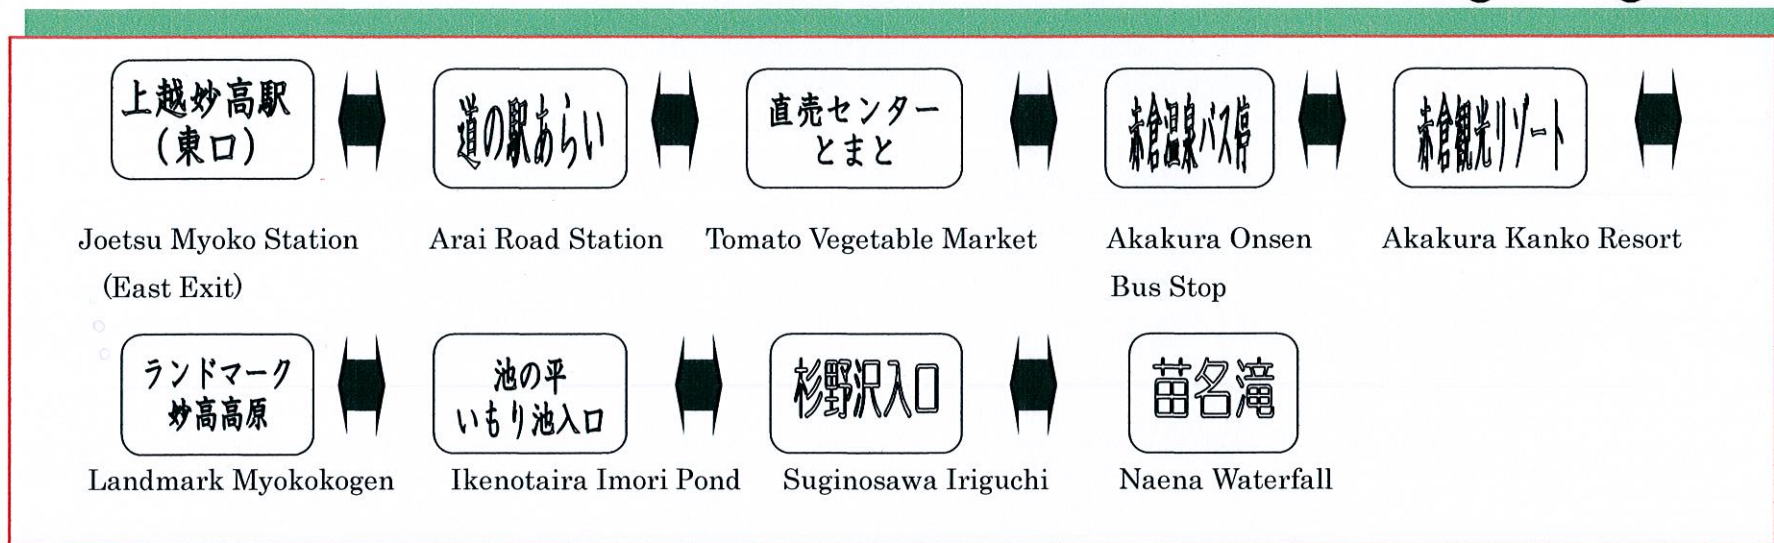 上越妙高駅
(東口)
道の駅あらい
直売センター
とまと
赤倉温泉バス停
赤倉観光リゾート
Joetsu Myoko Station
(East Exit)
Arai Road Station
Tomato Vegetable Market
Akakura Onsen
Bus Stop
Akakura Kanko Resort
ランドマーク
妙高高原
池の平
いもり池入口
杉野沢入口
苗名滝
Landmark Myokokogen
Ikenotaira Imori Pond
Suginosawa Iriguchi
Naena Waterfall